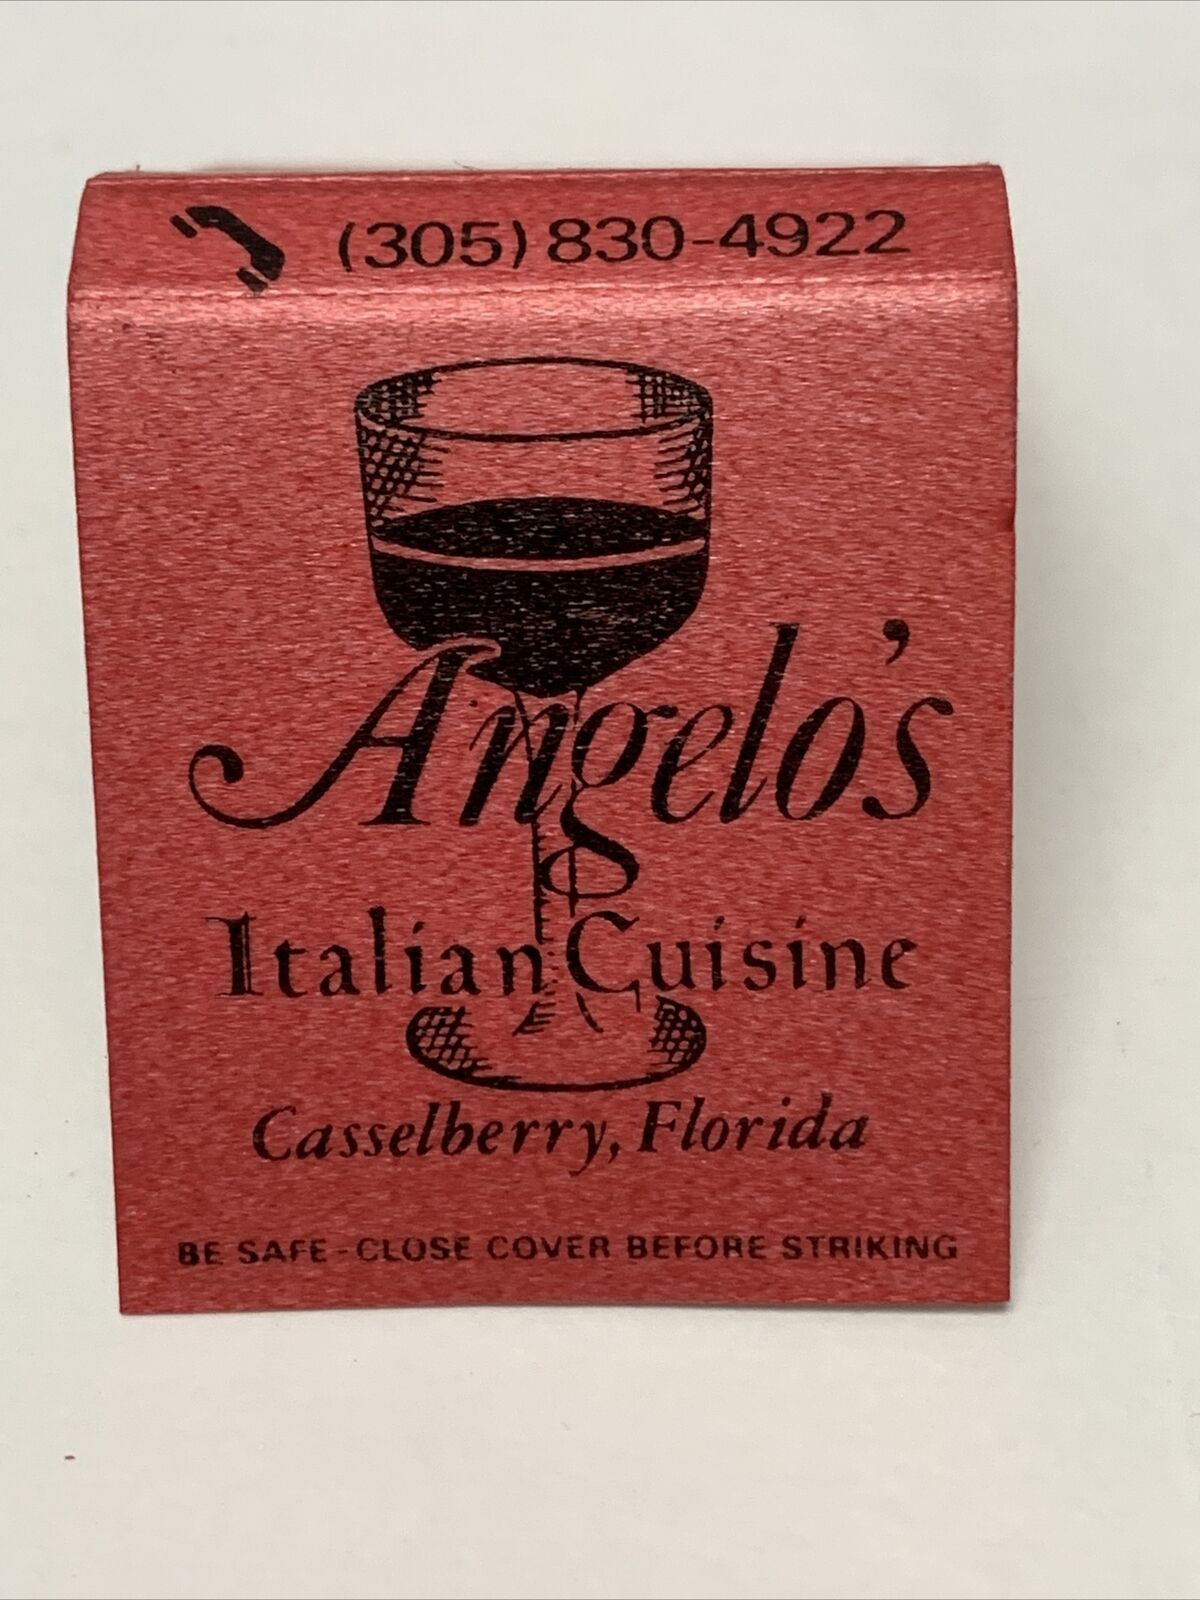 (305) 830-4922
Angelo's
Italian Cuisine
Casselberry, Florida
BE SAFE - CLOSE COVER BEFORE STRIKING